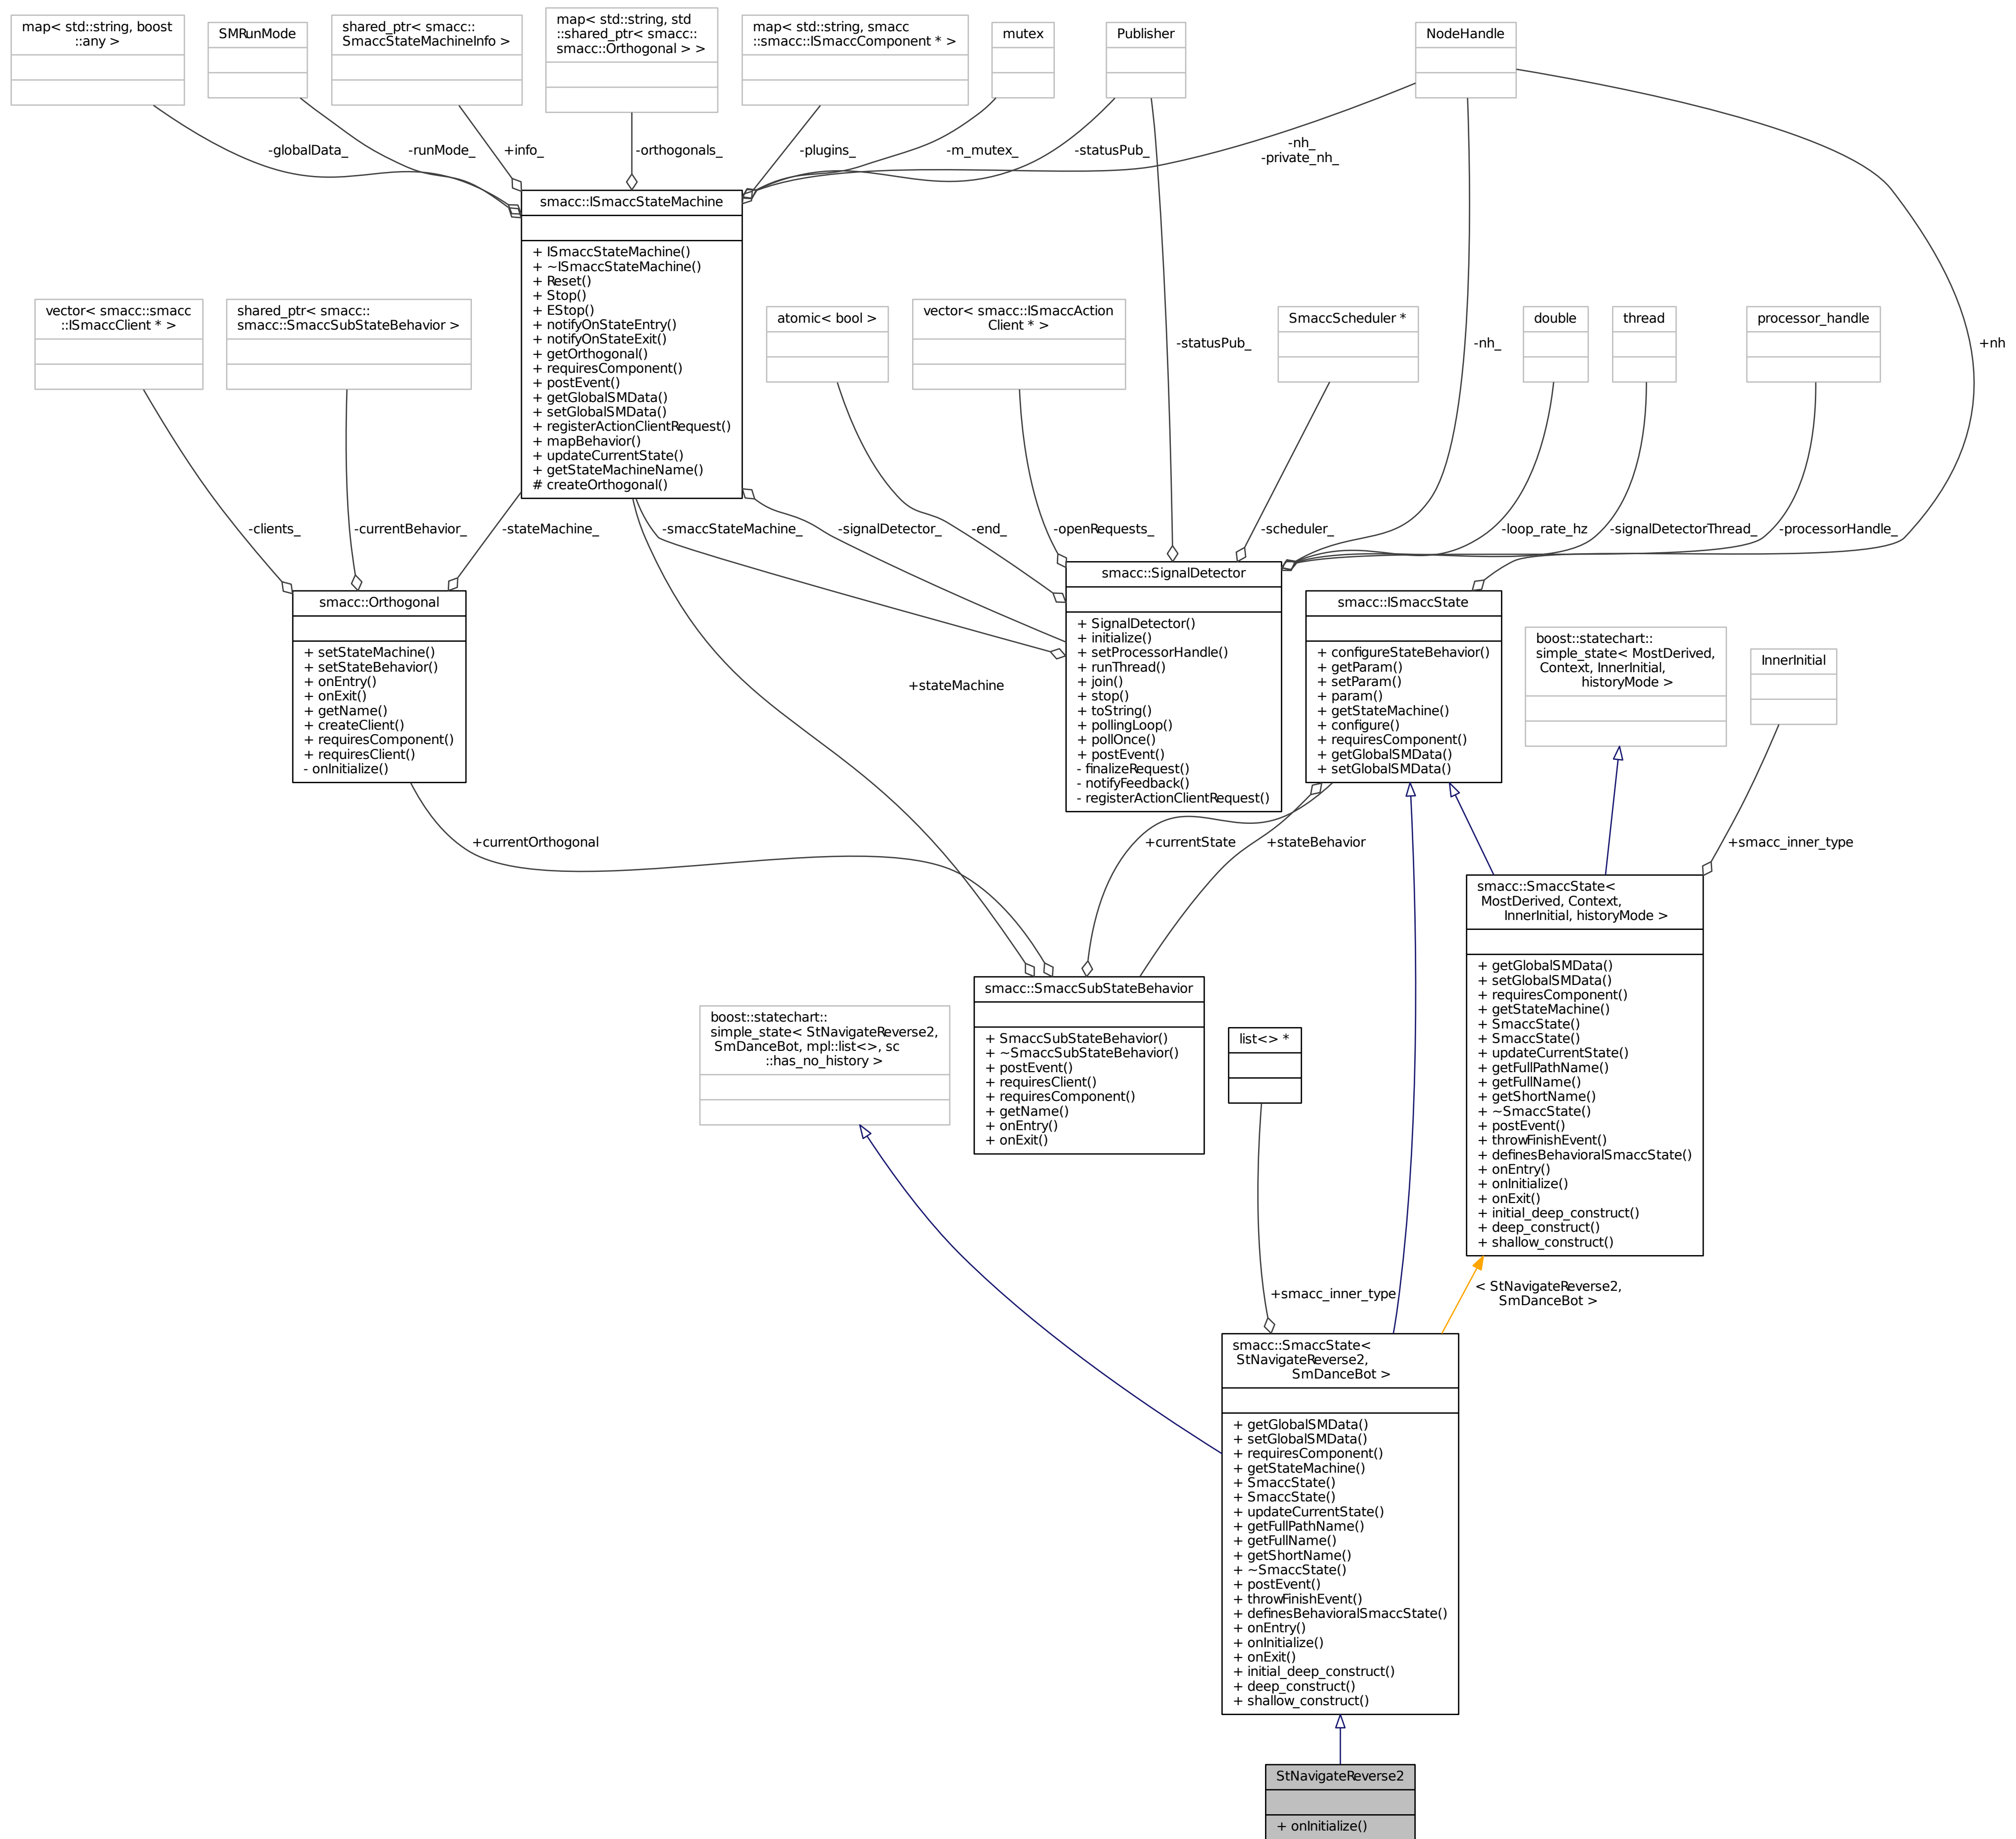 map< std::string, boost
::any >
SMRunMode
shared_ptr< smacc::
SmaccStateMachineInfo >
map< std::string, std
::shared_ptr< smacc::
smacc::Orthogonal > >
map< std::string, smacc
::smacc::ISmaccComponent * >
mutex
Publisher
NodeHandle
-globalData_
-runMode_
+info_
-orthogonals_
-plugins_
-m_mutex_
-statusPub_
-nh_
-private_nh_
smacc::ISmaccStateMachine
+ ISmaccStateMachine()
+ ~ISmaccStateMachine()
+ Reset()
+ Stop()
+ EStop()
+ notifyOnStateEntry()
+ notifyOnStateExit()
+ getOrthogonal()
+ requiresComponent()
+ postEvent()
+ getGlobalSMData()
+ setGlobalSMData()
+ registerActionClientRequest()
+ mapBehavior()
+ updateCurrentState()
+ getStateMachineName()
# createOrthogonal()
vector< smacc::smacc
::ISmaccClient * >
shared_ptr< smacc::
smacc::SmaccSubStateBehavior >
atomic< bool >
vector< smacc::ISmaccAction
Client * >
-statusPub_
SmaccScheduler *
-nh_
double
thread
processor_handle
+nh
-clients_
-currentBehavior_
-stateMachine_
-smaccStateMachine_
-signalDetector_
-end_
-openRequests_
-scheduler_
-loop_rate_hz
-signalDetectorThread_
-processorHandle_
smacc::Orthogonal
+ setStateMachine()
+ setStateBehavior()
+ onEntry()
+ onExit()
+ getName()
+ createClient()
+ requiresComponent()
+ requiresClient()
- onInitialize()
smacc::SignalDetector
+ SignalDetector()
+ initialize()
+ setProcessorHandle()
+ runThread()
+ join()
+ stop()
+ toString()
+ pollingLoop()
+ pollOnce()
+ postEvent()
- finalizeRequest()
- notifyFeedback()
- registerActionClientRequest()
smacc::ISmaccState
+ configureStateBehavior()
+ getParam()
+ setParam()
+ param()
+ getStateMachine()
+ configure()
+ requiresComponent()
+ getGlobalSMData()
+ setGlobalSMData()
boost::statechart::
simple_state< MostDerived,
Context, InnerInitial,
historyMode >
InnerInitial
+stateMachine
+currentOrthogonal
+currentState
+stateBehavior
+smacc_inner_type
smacc::SmaccState<
MostDerived, Context,
InnerInitial, historyMode >
+ getGlobalSMData()
+ setGlobalSMData()
+ requiresComponent()
+ getStateMachine()
+ SmaccState()
+ SmaccState()
+ updateCurrentState()
+ getFullPathName()
+ getFullName()
+ getShortName()
+ ~SmaccState()
+ postEvent()
+ throwFinishEvent()
+ definesBehavioralSmaccState()
+ onEntry()
+ onInitialize()
+ onExit()
+ initial_deep_construct()
+ deep_construct()
+ shallow_construct()
boost::statechart::
simple_state< StNavigateReverse2,
SmDanceBot, mpl::list<>, sc
::has_no_history >
smacc::SmaccSubStateBehavior
+ SmaccSubStateBehavior()
+ ~SmaccSubStateBehavior()
+ postEvent()
+ requiresClient()
+ requiresComponent()
+ getName()
+ onEntry()
+ onExit()
list<> *
+smacc_inner_type
< StNavigateReverse2,
SmDanceBot >
smacc::SmaccState<
StNavigateReverse2,
SmDanceBot >
+ getGlobalSMData()
+ setGlobalSMData()
+ requiresComponent()
+ getStateMachine()
+ SmaccState()
+ SmaccState()
+ updateCurrentState()
+ getFullPathName()
+ getFullName()
+ getShortName()
+ ~SmaccState()
+ postEvent()
+ throwFinishEvent()
+ definesBehavioralSmaccState()
+ onEntry()
+ onInitialize()
+ onExit()
+ initial_deep_construct()
+ deep_construct()
+ shallow_construct()
StNavigateReverse2
+ onInitialize()